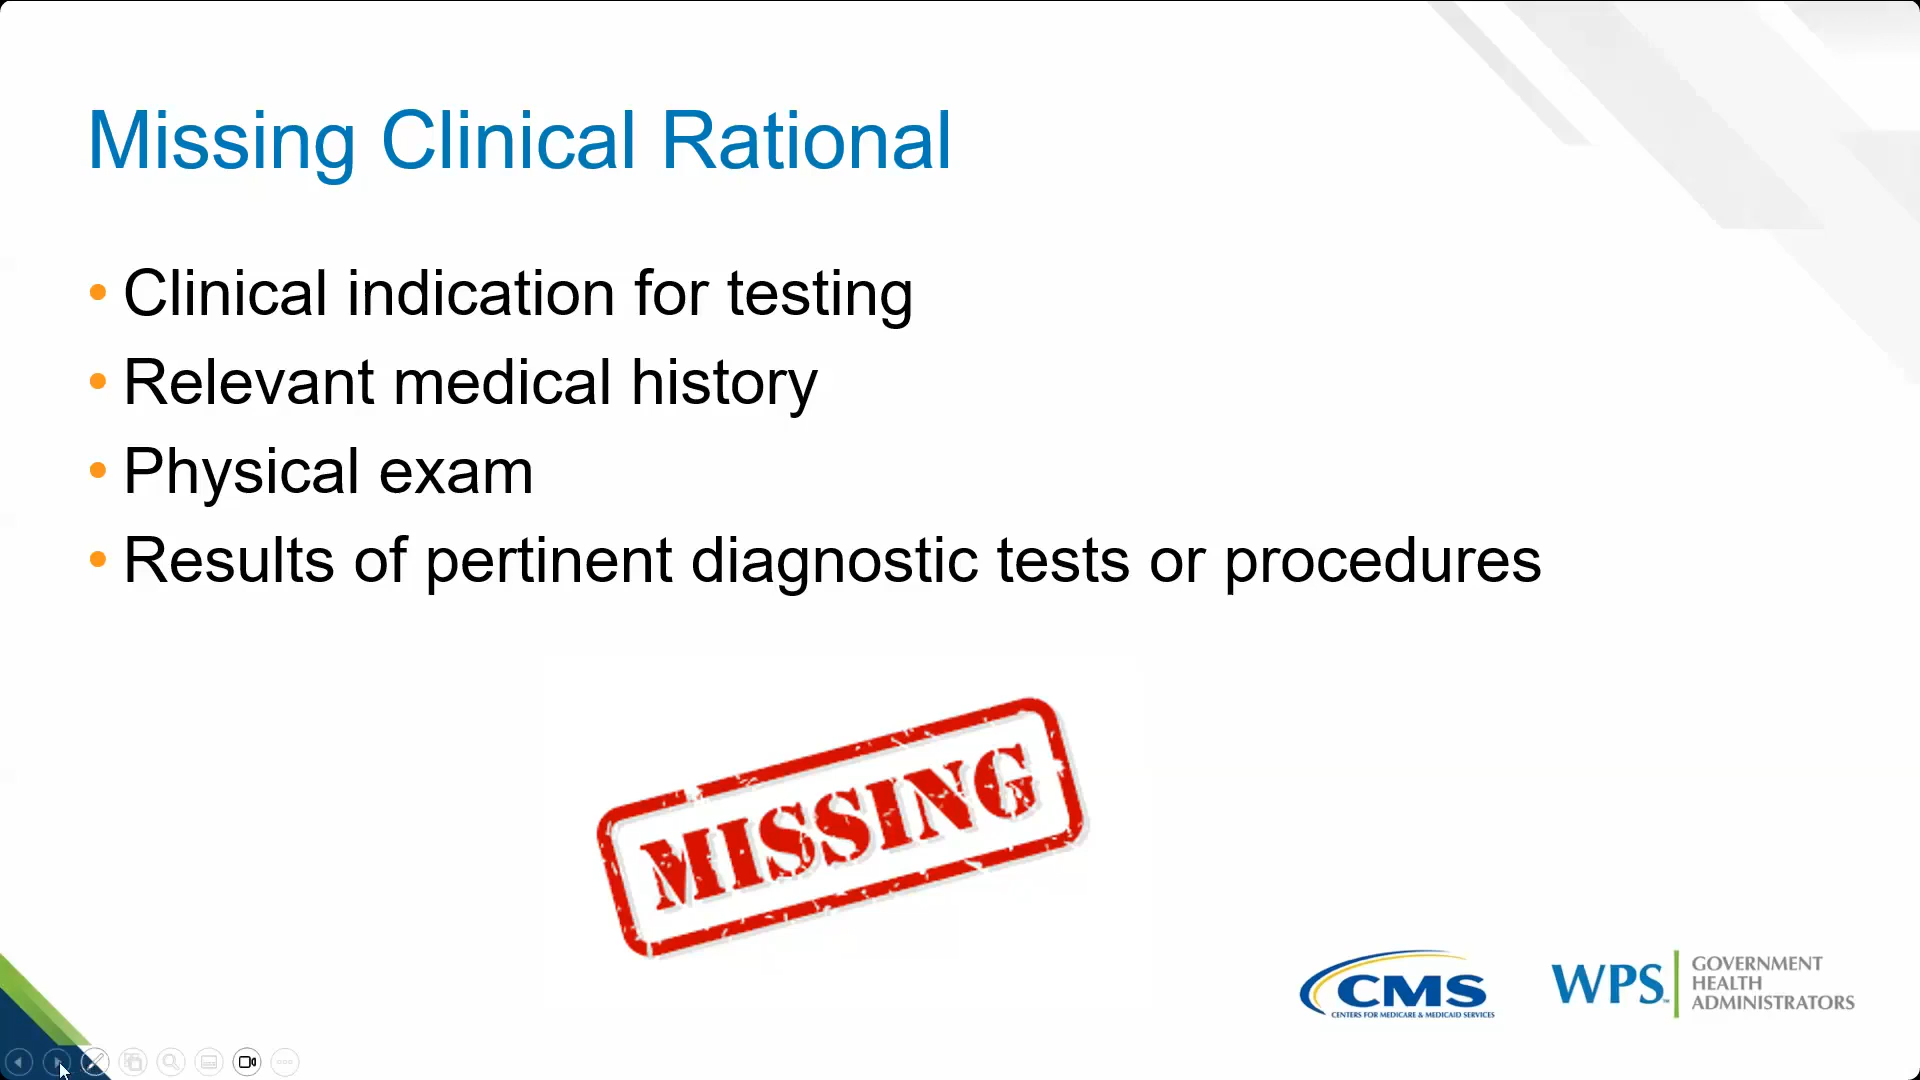 Missing Clinical Rational
• Clinical indication for testing
• Relevant medical history
• Physical exam
• Results of pertinent diagnostic tests or procedures
MISSING
CMS
CENTERS FOR MEDICARE & MEDICAID SERVICES
WPS™
GOVERNMENT
HEALTH
ADMINISTRATORS